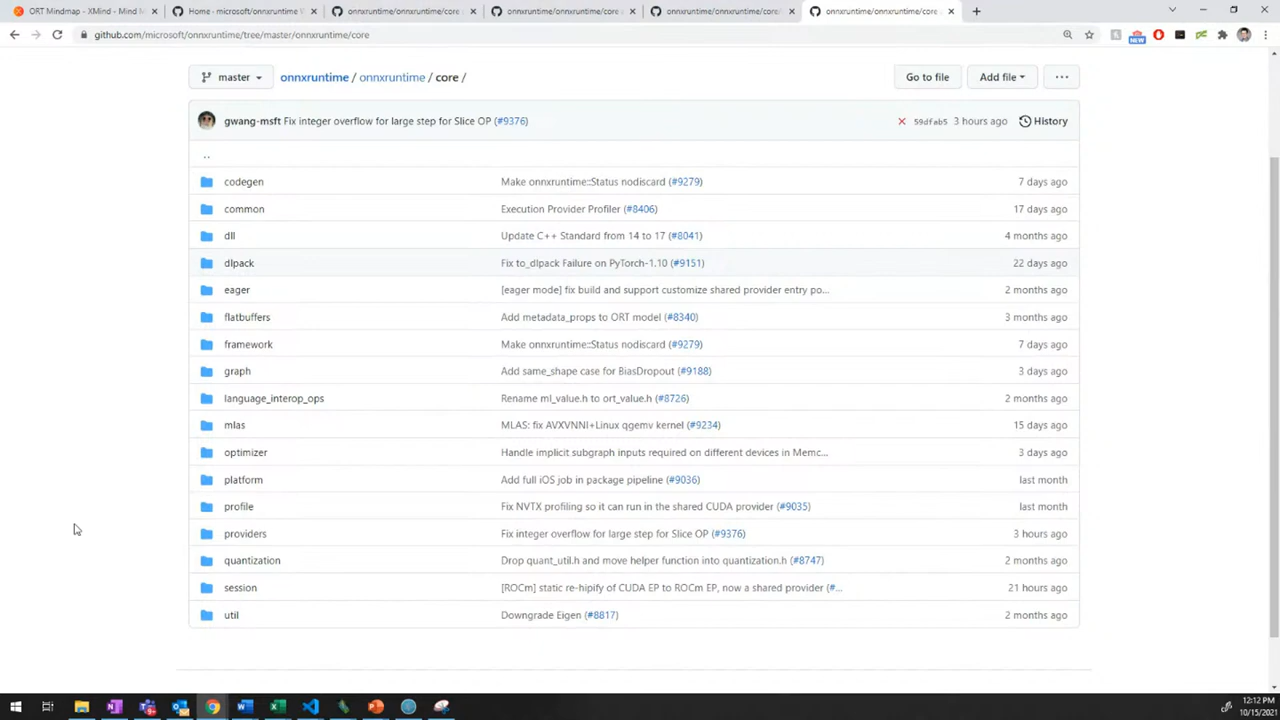 ORT Mindmap - XMind - Mind M
Home · microsoft/onnxruntime W
onnxruntime/onnxruntime/core
onnxruntime/onnxruntime/core a
onnxruntime/onnxruntime/core/
onnxruntime/onnxruntime/core a
github.com/microsoft/onnxruntime/tree/master/onnxruntime/core
NEW
master
onnxruntime / onnxruntime / core /
Go to file
Add file
gwang-msft Fix integer overflow for large step for Slice OP (#9376)
59dfab5 3 hours ago
History
..
codegen Make onnxruntime::Status nodiscard (#9279) 7 days ago
common Execution Provider Profiler (#8406) 17 days ago
dll Update C++ Standard from 14 to 17 (#8041) 4 months ago
dlpack Fix to_dlpack Failure on PyTorch-1.10 (#9151) 22 days ago
eager [eager mode] fix build and support customize shared provider entry po... 2 months ago
flatbuffers Add metadata_props to ORT model (#8340) 3 months ago
framework Make onnxruntime::Status nodiscard (#9279) 7 days ago
graph Add same_shape case for BiasDropout (#9188) 3 days ago
language_interop_ops Rename ml_value.h to ort_value.h (#8726) 2 months ago
mlas MLAS: fix AVXVNNI+Linux qgemv kernel (#9234) 15 days ago
optimizer Handle implicit subgraph inputs required on different devices in Memc... 3 days ago
platform Add full iOS job in package pipeline (#9036) last month
profile Fix NVTX profiling so it can run in the shared CUDA provider (#9035) last month
providers Fix integer overflow for large step for Slice OP (#9376) 3 hours ago
quantization Drop quant_util.h and move helper function into quantization.h (#8747) 2 months ago
session [ROCm] static re-hipify of CUDA EP to ROCm EP, now a shared provider (#... 21 hours ago
util Downgrade Eigen (#8817) 2 months ago
12:12 PM
10/15/2021